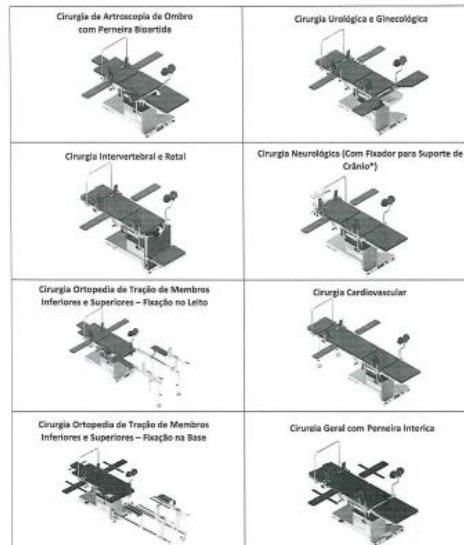 Cirurgia de Artroscopia de Ombro
com Perneira Bipartida
Cirurgia Urológica e Ginecológica
Cirurgia Intervertebral e Retal
Cirurgia Neurológica (Com Fixador para Suporte de
Crânio*)
Cirurgia Ortopedia de Tração de Membros
Inferiores e Superiores – Fixação no Leito
Cirurgia Cardiovascular
Cirurgia Ortopedia de Tração de Membros
Inferiores e Superiores – Fixação na Base
Cirurgia Geral com Perneira Interica